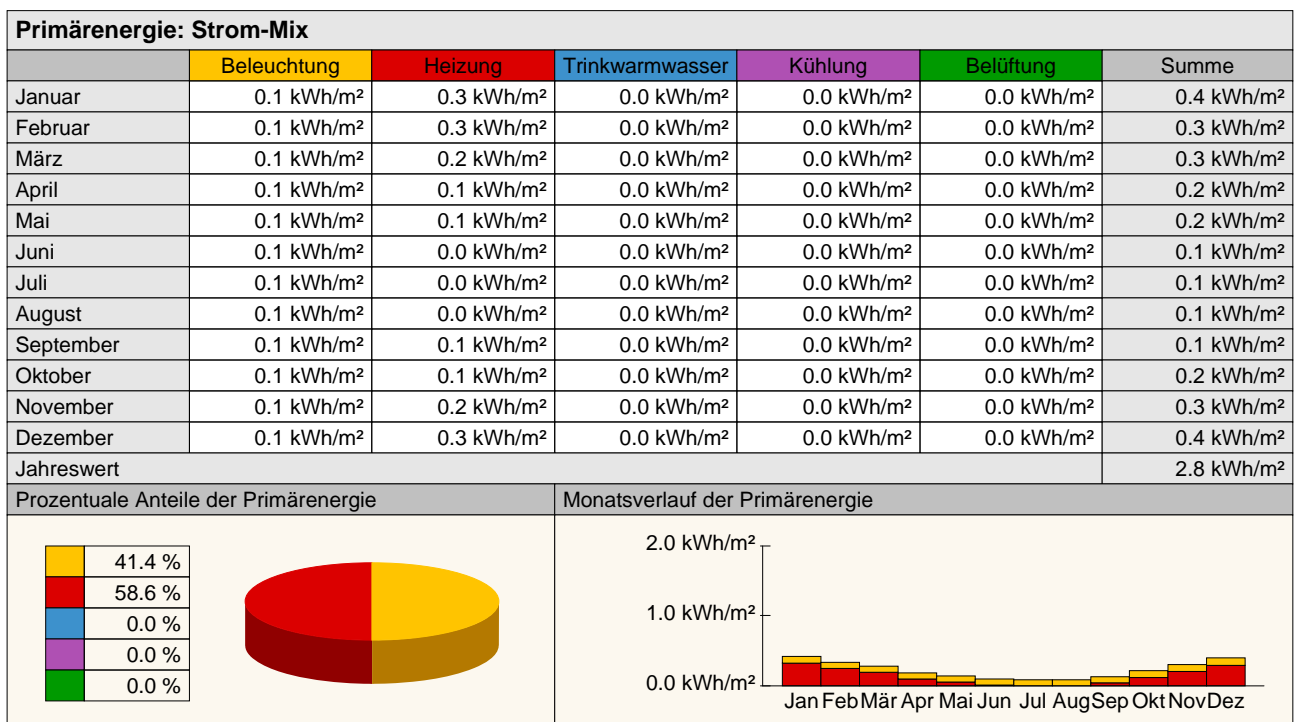 Primärenergie: Strom-Mix
Beleuchtung Heizung Trinkwarmwasser Kühlung Belüftung Summe
Januar 0.1 kWh/m² 0.3 kWh/m² 0.0 kWh/m² 0.0 kWh/m² 0.0 kWh/m² 0.4 kWh/m²
Februar 0.1 kWh/m² 0.3 kWh/m² 0.0 kWh/m² 0.0 kWh/m² 0.0 kWh/m² 0.3 kWh/m²
März 0.1 kWh/m² 0.2 kWh/m² 0.0 kWh/m² 0.0 kWh/m² 0.0 kWh/m² 0.3 kWh/m²
April 0.1 kWh/m² 0.1 kWh/m² 0.0 kWh/m² 0.0 kWh/m² 0.0 kWh/m² 0.2 kWh/m²
Mai 0.1 kWh/m² 0.1 kWh/m² 0.0 kWh/m² 0.0 kWh/m² 0.0 kWh/m² 0.2 kWh/m²
Juni 0.1 kWh/m² 0.0 kWh/m² 0.0 kWh/m² 0.0 kWh/m² 0.0 kWh/m² 0.1 kWh/m²
Juli 0.1 kWh/m² 0.0 kWh/m² 0.0 kWh/m² 0.0 kWh/m² 0.0 kWh/m² 0.1 kWh/m²
August 0.1 kWh/m² 0.0 kWh/m² 0.0 kWh/m² 0.0 kWh/m² 0.0 kWh/m² 0.1 kWh/m²
September 0.1 kWh/m² 0.1 kWh/m² 0.0 kWh/m² 0.0 kWh/m² 0.0 kWh/m² 0.1 kWh/m²
Oktober 0.1 kWh/m² 0.1 kWh/m² 0.0 kWh/m² 0.0 kWh/m² 0.0 kWh/m² 0.2 kWh/m²
November 0.1 kWh/m² 0.2 kWh/m² 0.0 kWh/m² 0.0 kWh/m² 0.0 kWh/m² 0.3 kWh/m²
Dezember 0.1 kWh/m² 0.3 kWh/m² 0.0 kWh/m² 0.0 kWh/m² 0.0 kWh/m² 0.4 kWh/m²
Jahreswert 2.8 kWh/m²
Prozentuale Anteile der Primärenergie
41.4 %
58.6 %
0.0 %
0.0 %
0.0 %
Monatsverlauf der Primärenergie
2.0 kWh/m²
1.0 kWh/m²
0.0 kWh/m²
Jan Feb Mär Apr Mai Jun Jul Aug Sep Okt Nov Dez